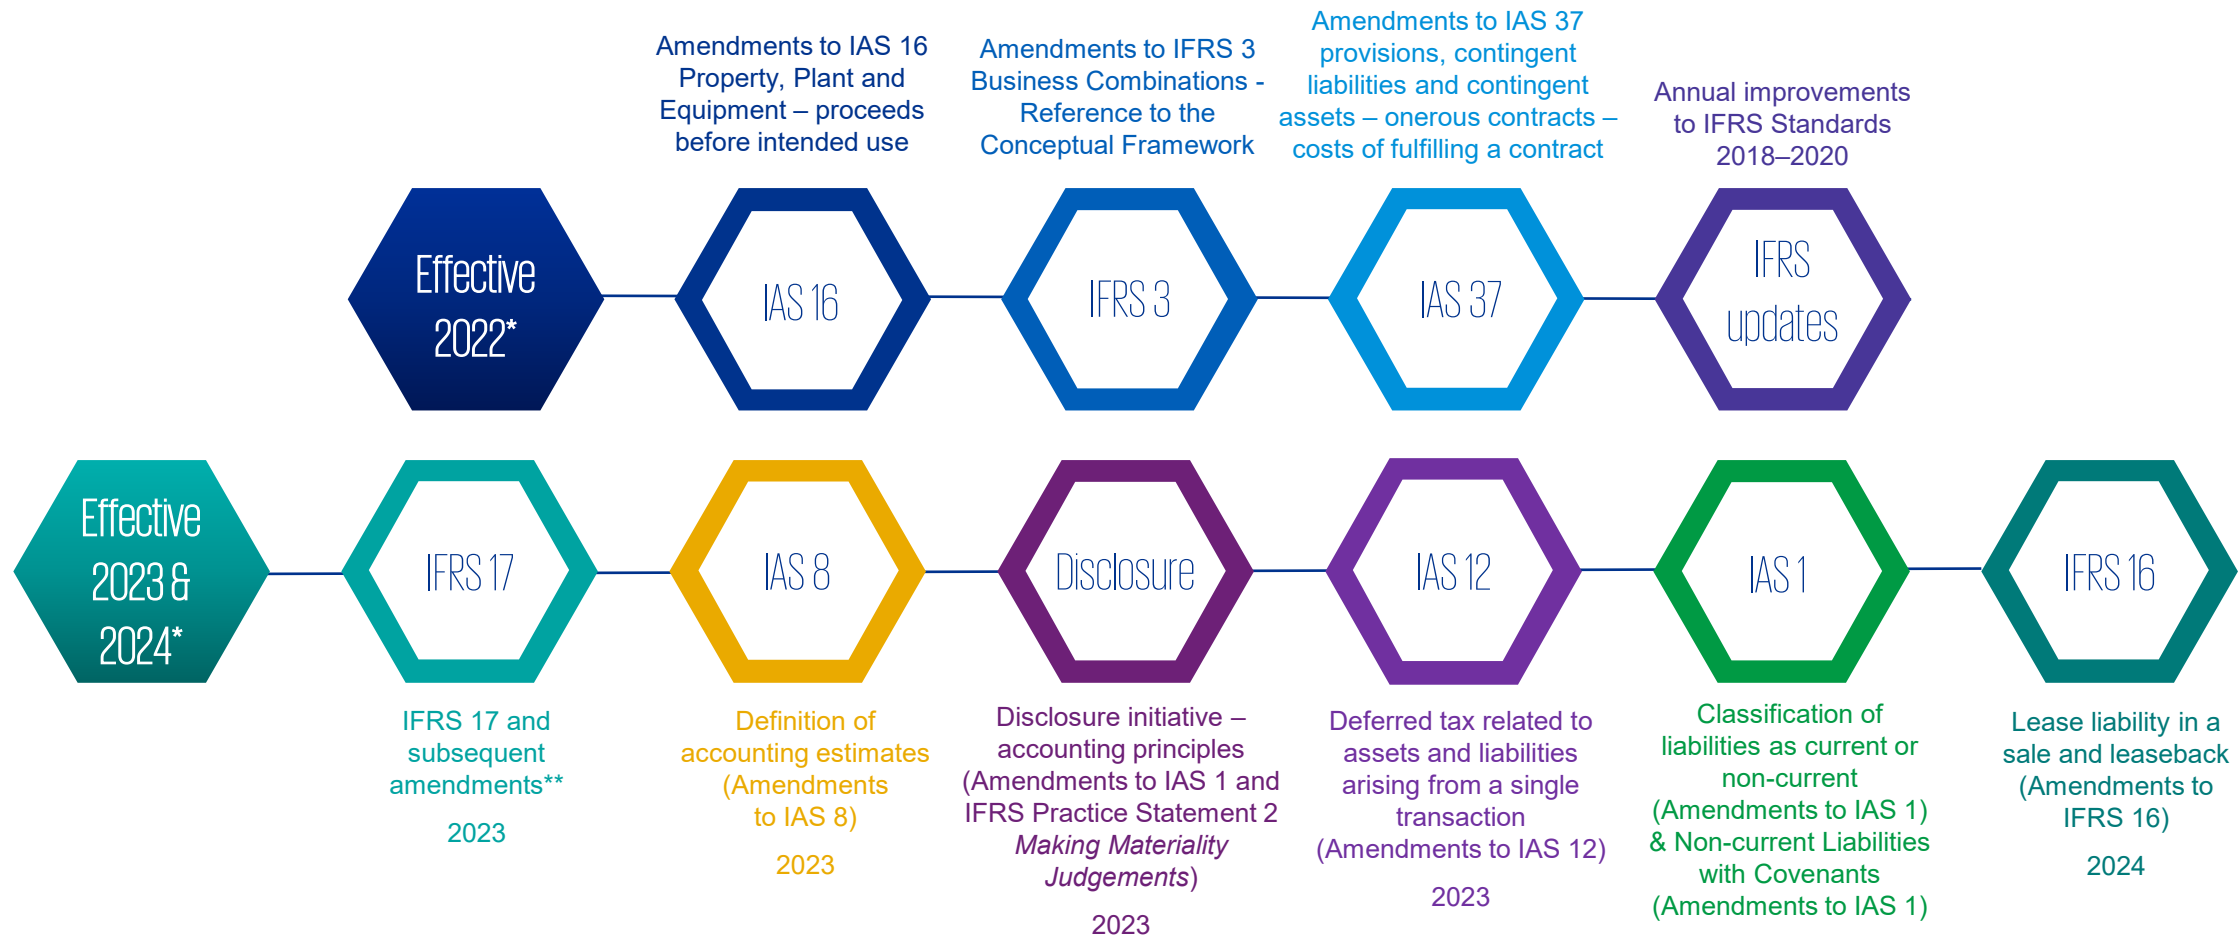 Amendments to IAS 16
Property, Plant and
Equipment – proceeds
before intended use
Amendments to IFRS 3
Business Combinations -
Reference to the
Conceptual Framework
Amendments to IAS 37
provisions, contingent
liabilities and contingent
assets – onerous contracts –
costs of fulfilling a contract
Annual improvements
to IFRS Standards
2018–2020
Effective
2022*
IAS 16
IFRS 3
IAS 37
IFRS
updates
Effective
2023 &
2024*
IFRS 17
IAS 8
Disclosure
IAS 12
IAS 1
IFRS 16
IFRS 17 and
subsequent
amendments**
2023
Definition of
accounting estimates
(Amendments
to IAS 8)
2023
Disclosure initiative –
accounting principles
(Amendments to IAS 1 and
IFRS Practice Statement 2
Making Materiality
Judgements)
2023
Deferred tax related to
assets and liabilities
arising from a single
transaction
(Amendments to IAS 12)
2023
Classification of
liabilities as current or
non-current
(Amendments to IAS 1)
& Non-current Liabilities
with Covenants
(Amendments to IAS 1)
Lease liability in a
sale and leaseback
(Amendments to
IFRS 16)
2024